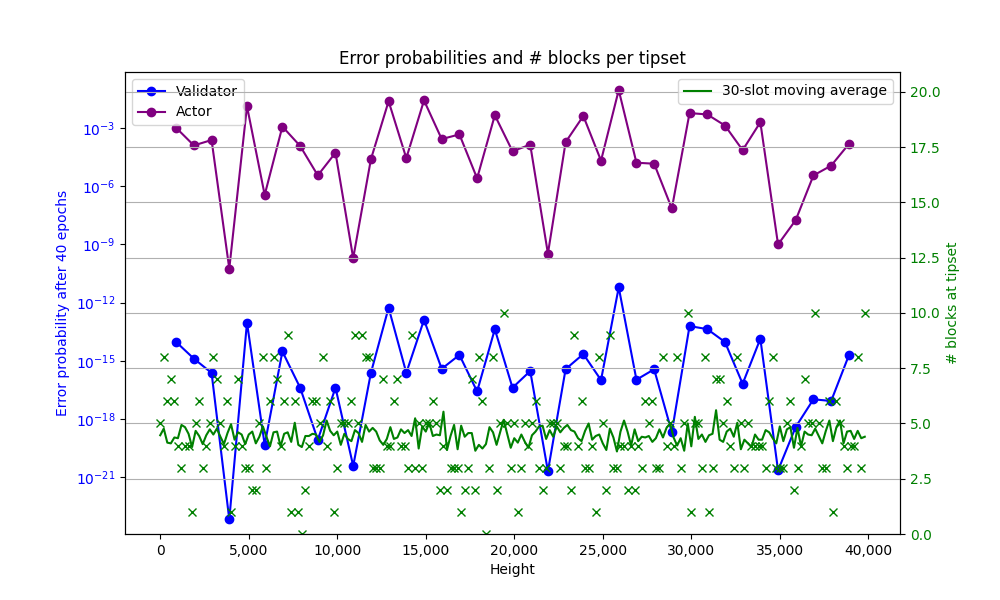 Error probabilities and # blocks per tipset
Validator
Actor
30-slot moving average
Error probability after 40 epochs
10⁻³
10⁻⁶
10⁻⁹
10⁻¹²
10⁻¹⁵
10⁻¹⁸
10⁻²¹
20.0
17.5
15.0
12.5
10.0
7.5
5.0
2.5
0.0
# blocks at tipset
0 5,000 10,000 15,000 20,000 25,000 30,000 35,000 40,000
Height